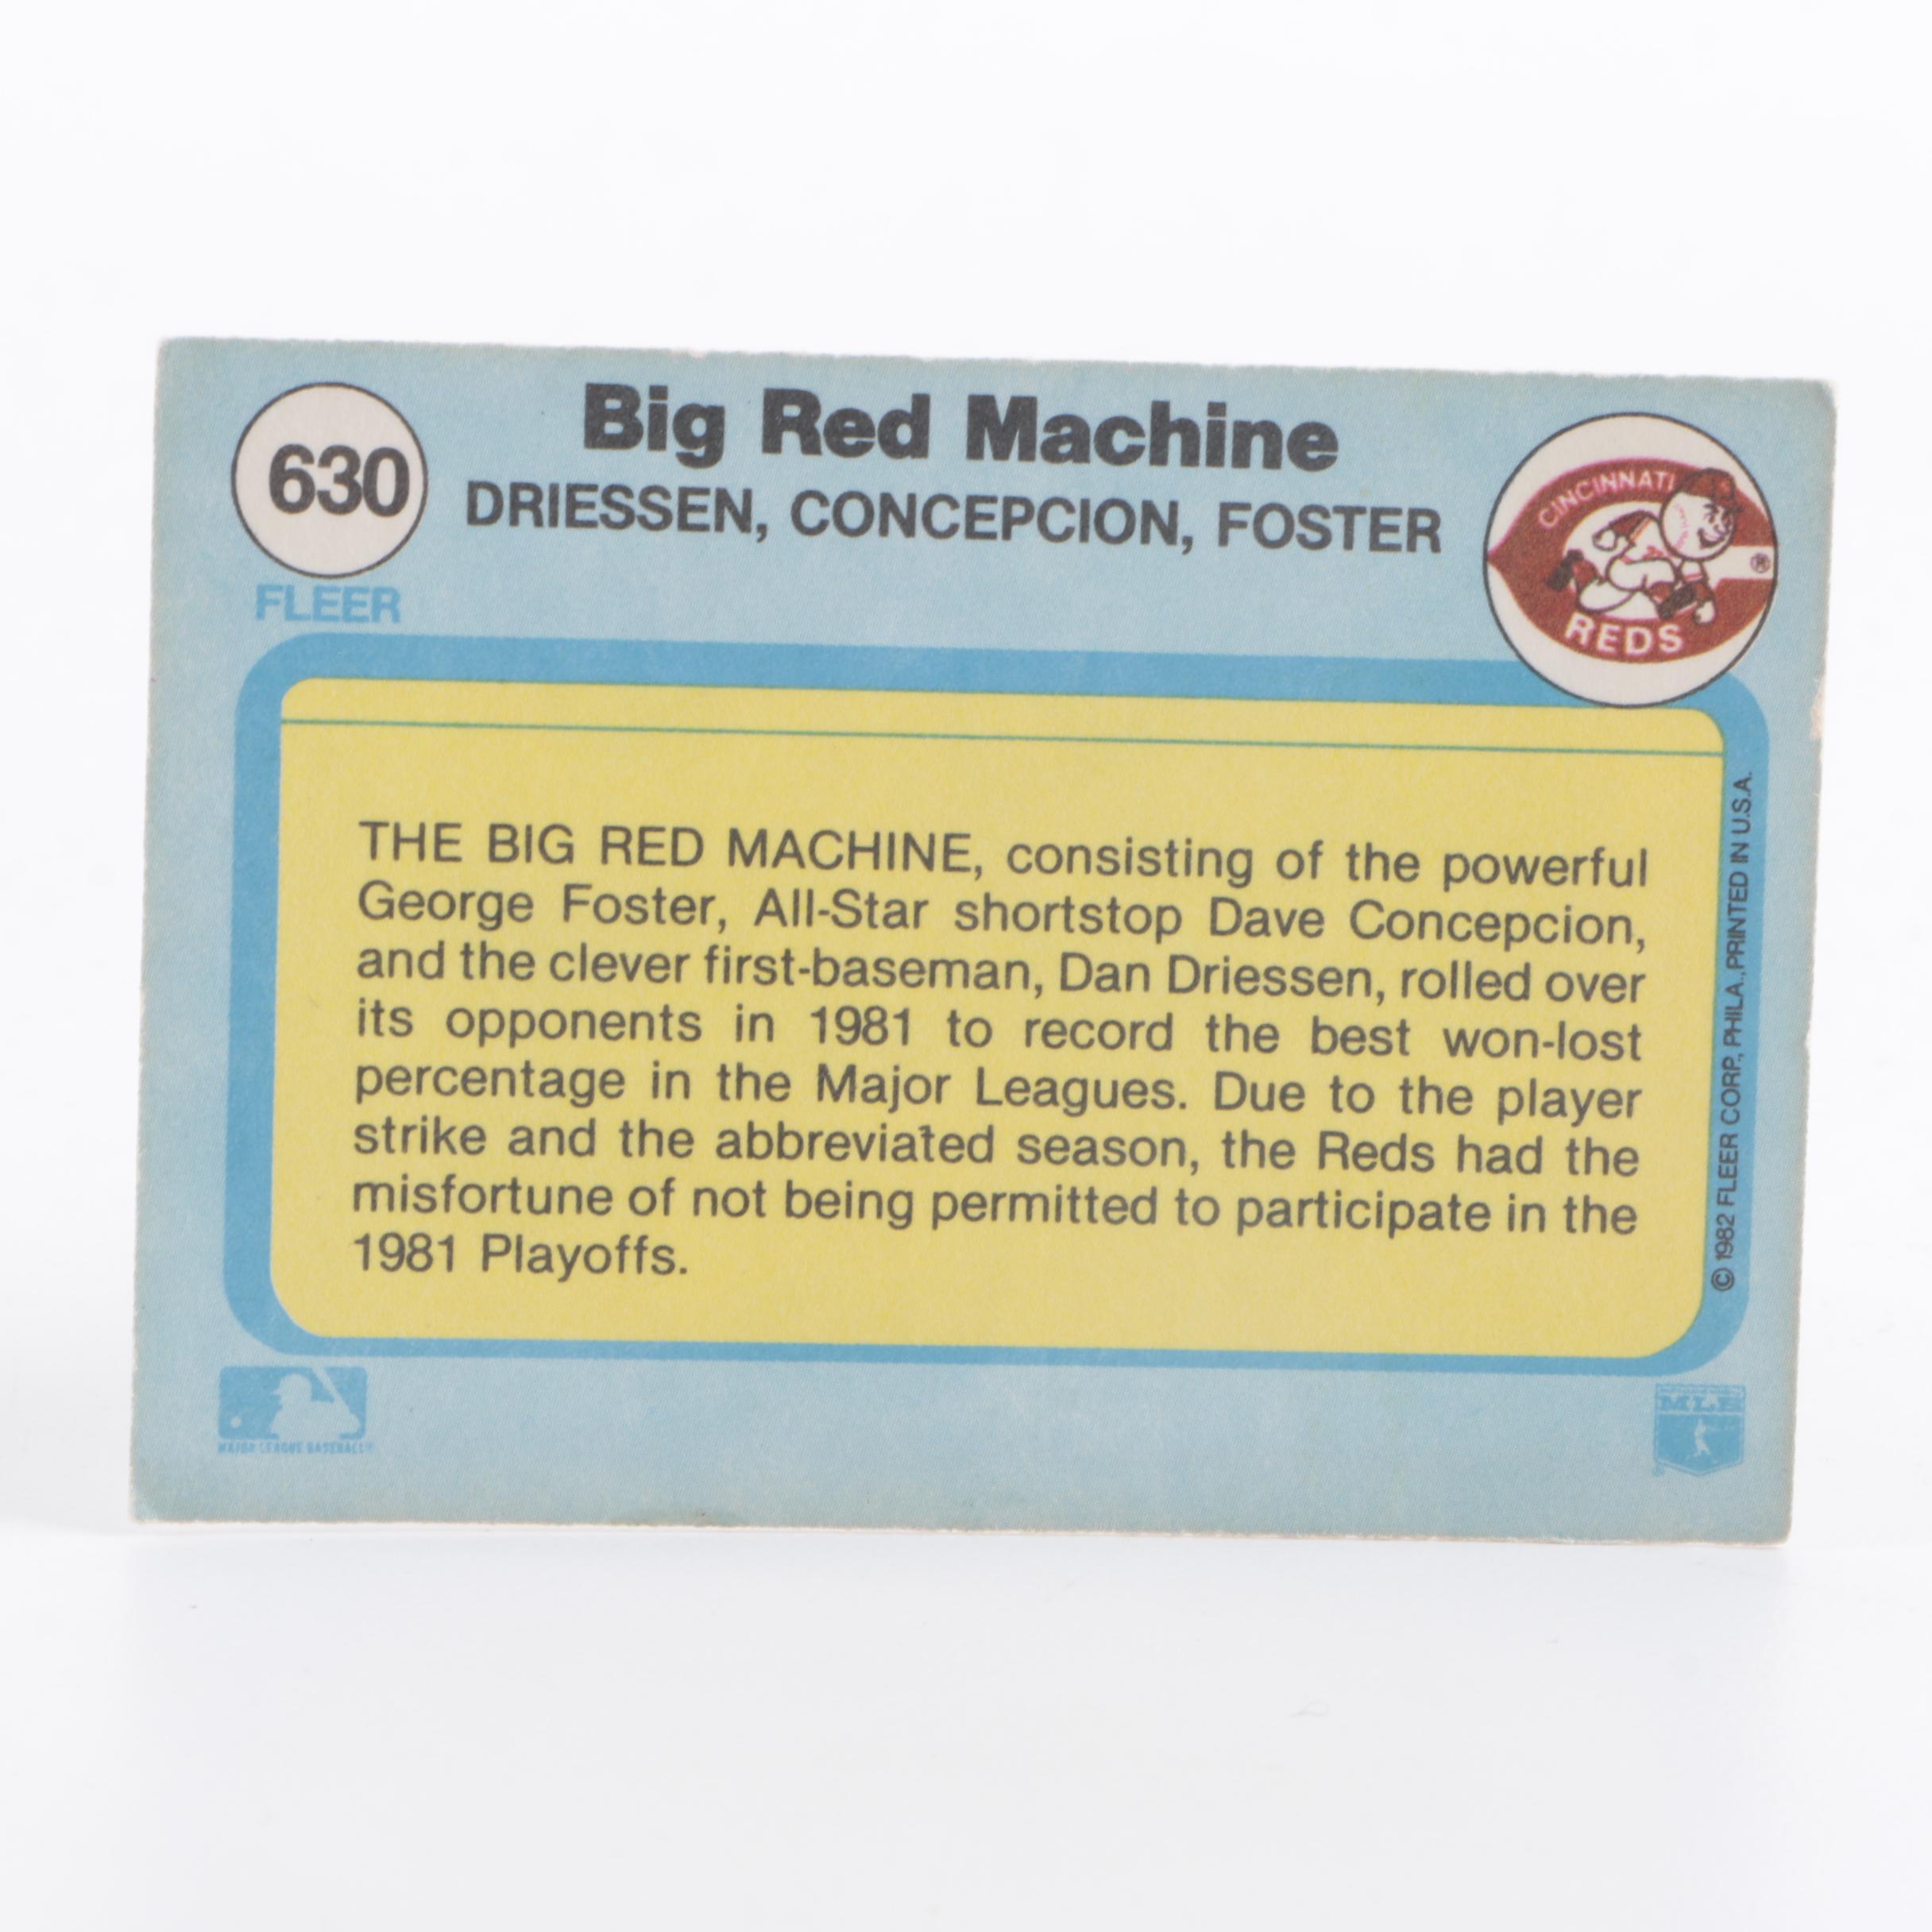 630
Big Red Machine
DRIESSEN, CONCEPCION, FOSTER
FLEER
CINCINNATI
REDS
®
THE BIG RED MACHINE, consisting of the powerful
George Foster, All-Star shortstop Dave Concepcion,
and the clever first-baseman, Dan Driessen, rolled over
its opponents in 1981 to record the best won-lost
percentage in the Major Leagues. Due to the player
strike and the abbreviated season, the Reds had the
misfortune of not being permitted to participate in the
1981 Playoffs.
© 1982 FLEER CORP., PHILA., PRINTED IN U.S.A.
MAJOR LEAGUE BASEBALL